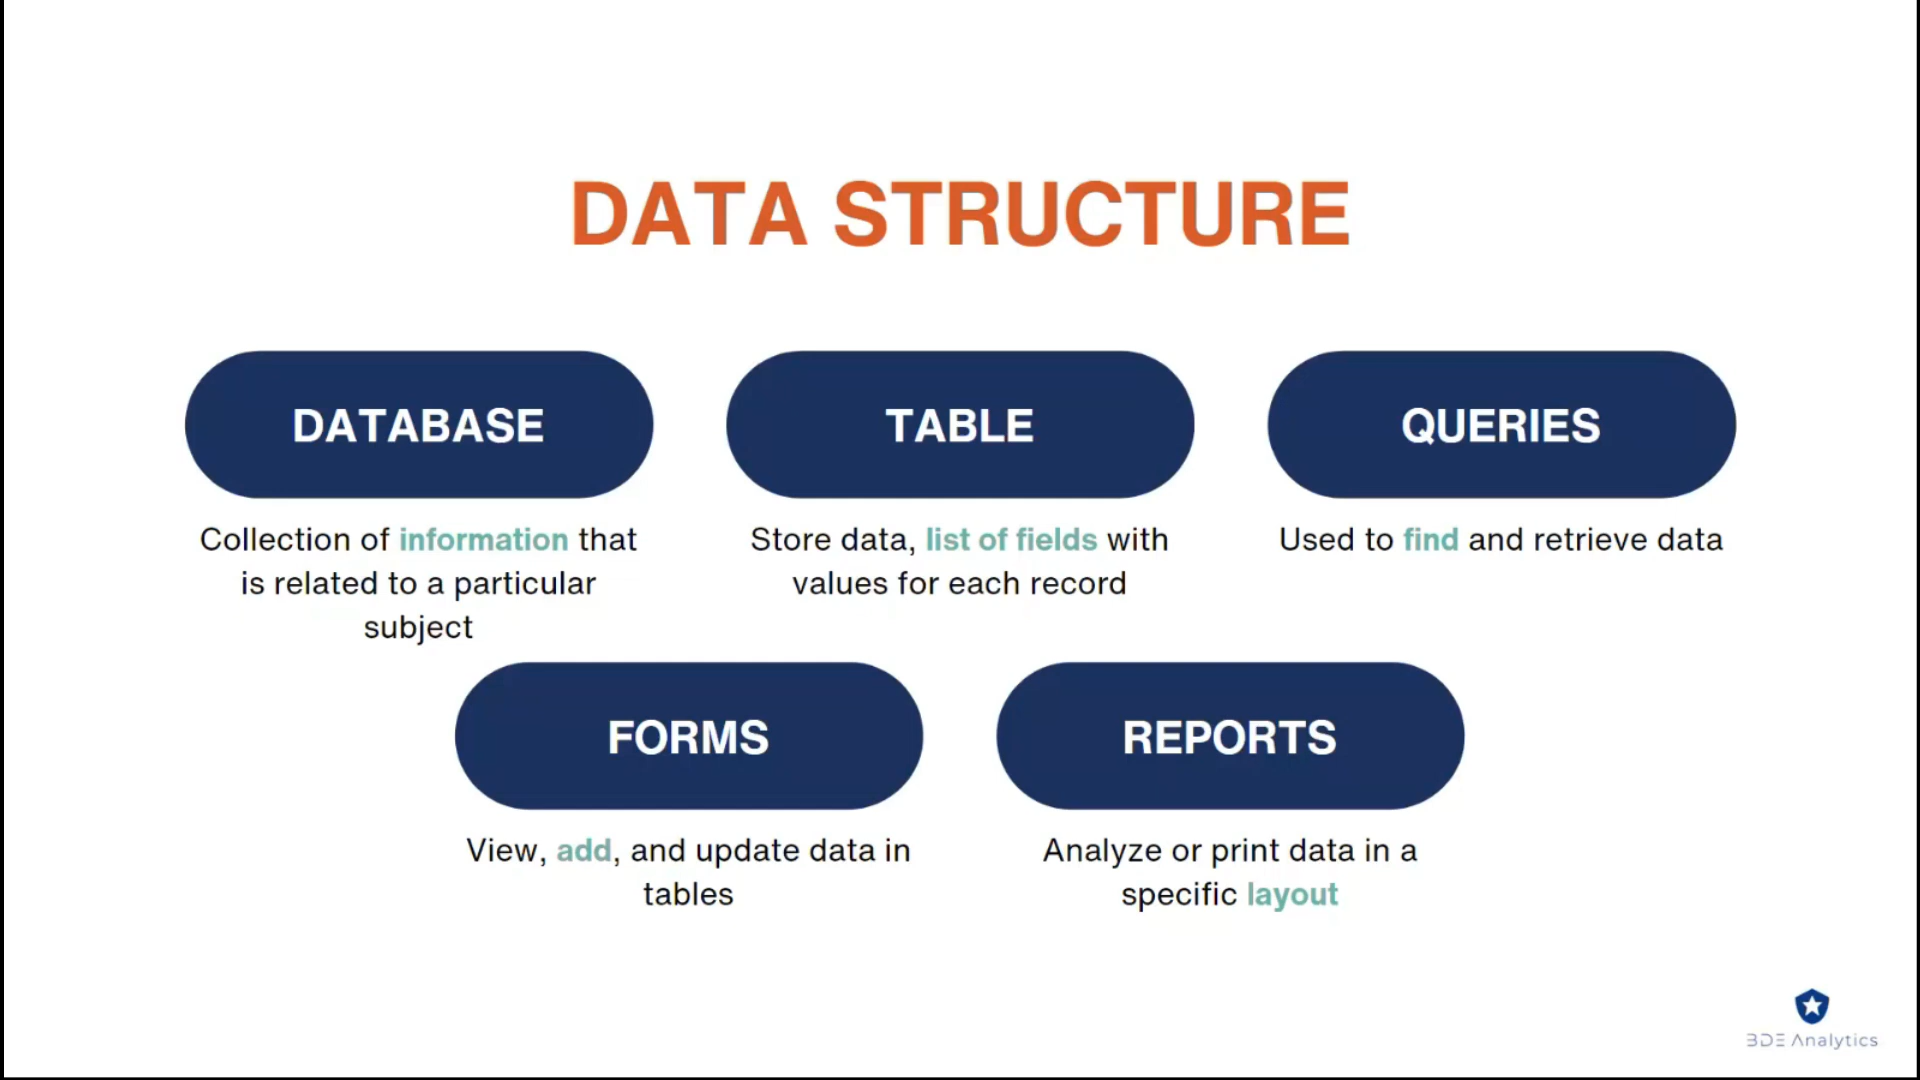 DATA STRUCTURE
DATABASE
TABLE
QUERIES
Collection of information that
is related to a particular
subject
Store data, list of fields with
values for each record
Used to find and retrieve data
FORMS
REPORTS
View, add, and update data in
tables
Analyze or print data in a
specific layout
BDE Analytics